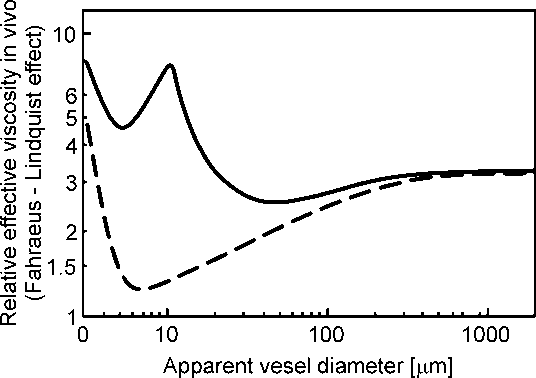 Relative effective viscosity in vivo
(Fahraeus - Lindquist effect)
10
6
5
4
3
2
1.5
1
0 10 100 1000
Apparent vesel diameter [μm]